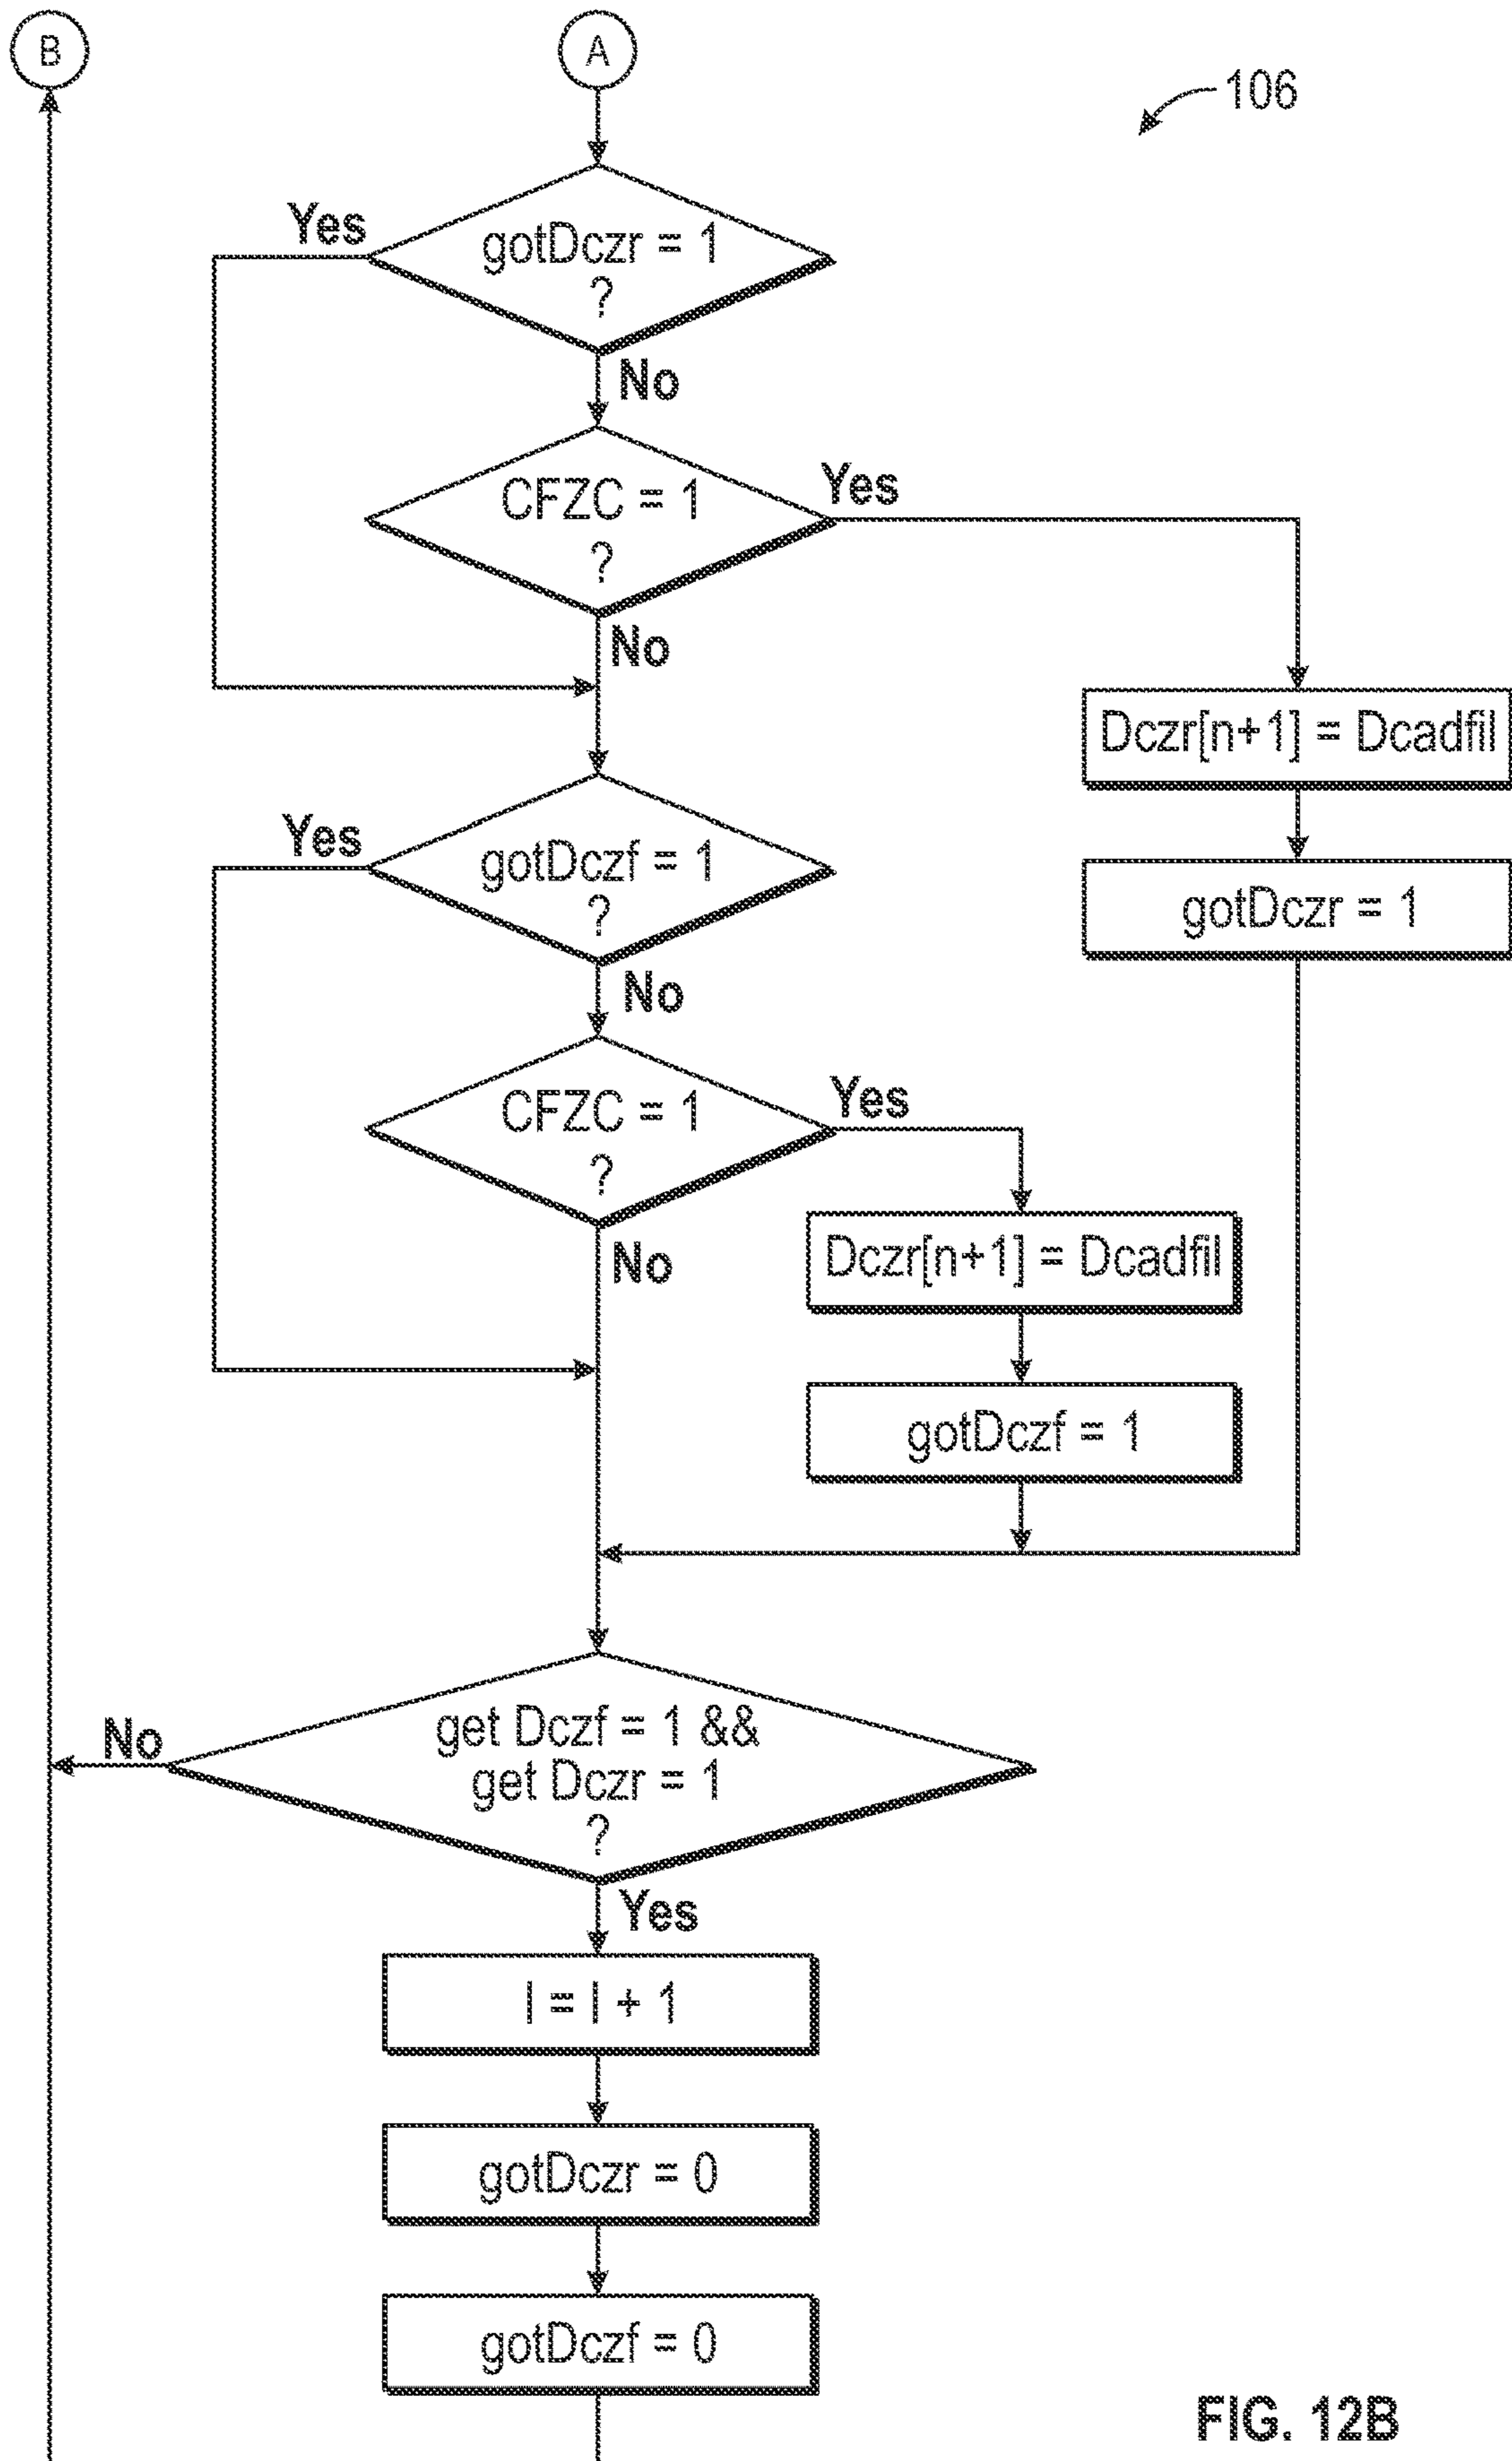 B
A
106
Yes
gotDczr = 1
?
No
CFZC = 1
?
Yes
No
Dczr[n+1] = Dcadfil
gotDczr = 1
Yes
gotDczf = 1
?
No
CFZC = 1
?
Yes
No
Dczr[n+1] = Dcadfil
gotDczf = 1
No
get Dczf = 1 &&
get Dczr = 1
?
Yes
I = I + 1
gotDczr = 0
gotDczf = 0
FIG. 12B